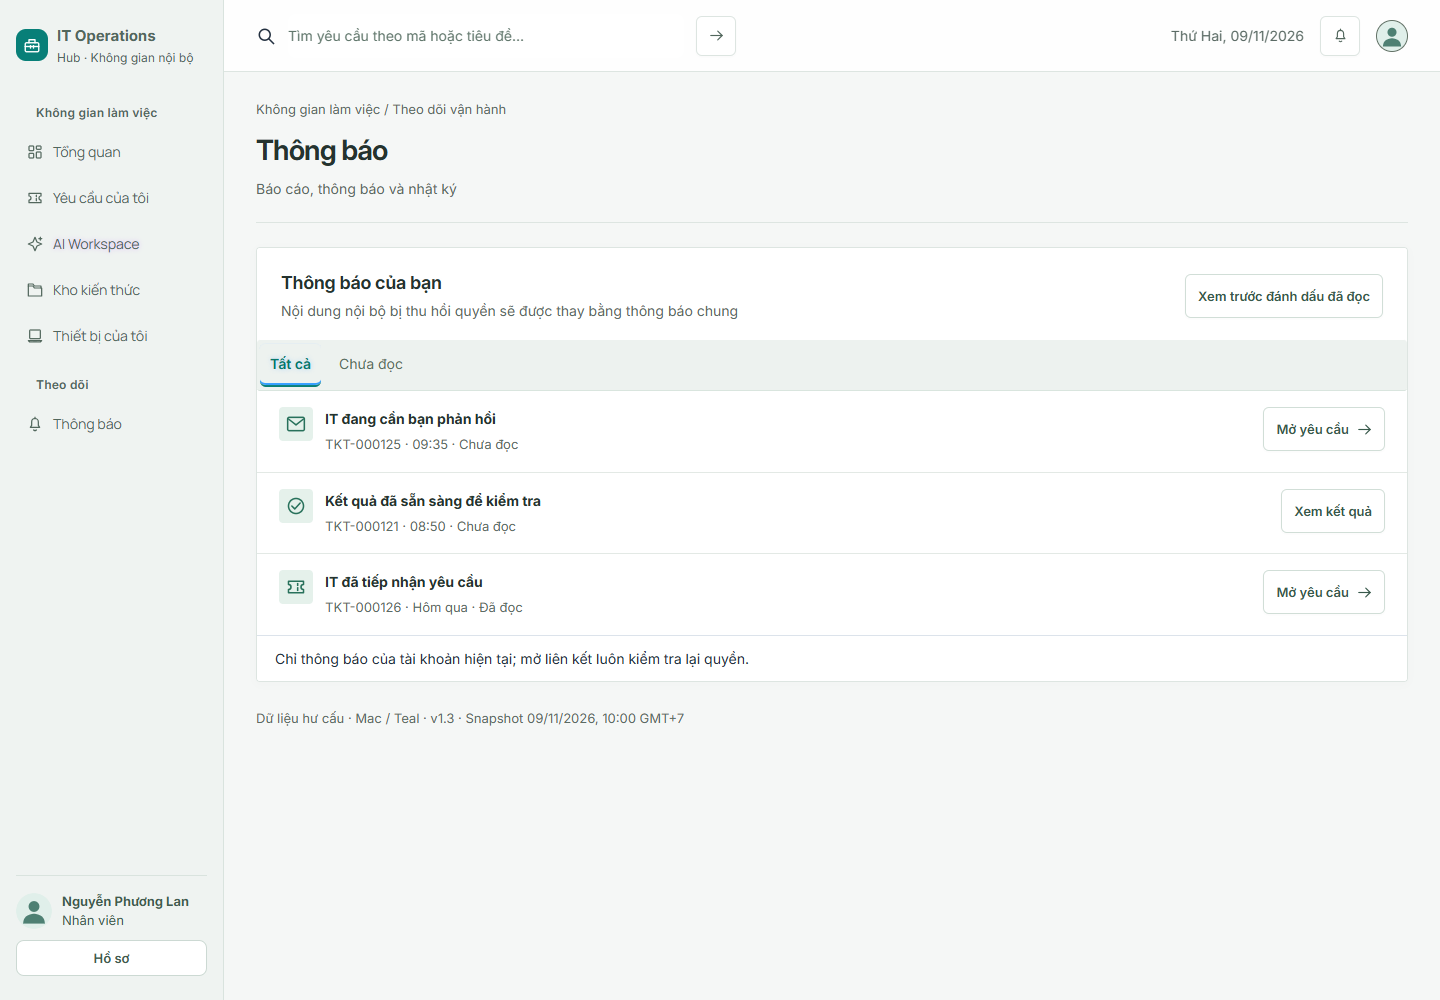 IT Operations
Hub · Không gian nội bộ
Không gian làm việc
Tổng quan
Yêu cầu của tôi
AI Workspace
Kho kiến thức
Thiết bị của tôi
Theo dõi
Thông báo
Nguyễn Phương Lan
Nhân viên
Hồ sơ
Tìm yêu cầu theo mã hoặc tiêu đề...
Thứ Hai, 09/11/2026
Không gian làm việc / Theo dõi vận hành
Thông báo
Báo cáo, thông báo và nhật ký
Thông báo của bạn
Nội dung nội bộ bị thu hồi quyền sẽ được thay bằng thông báo chung
Xem trước đánh dấu đã đọc
Tất cả
Chưa đọc
IT đang cần bạn phản hồi
TKT-000125 · 09:35 · Chưa đọc
Mở yêu cầu
Kết quả đã sẵn sàng để kiểm tra
TKT-000121 · 08:50 · Chưa đọc
Xem kết quả
IT đã tiếp nhận yêu cầu
TKT-000126 · Hôm qua · Đã đọc
Mở yêu cầu
Chỉ thông báo của tài khoản hiện tại; mở liên kết luôn kiểm tra lại quyền.
Dữ liệu hư cấu · Mac / Teal · v1.3 · Snapshot 09/11/2026, 10:00 GMT+7